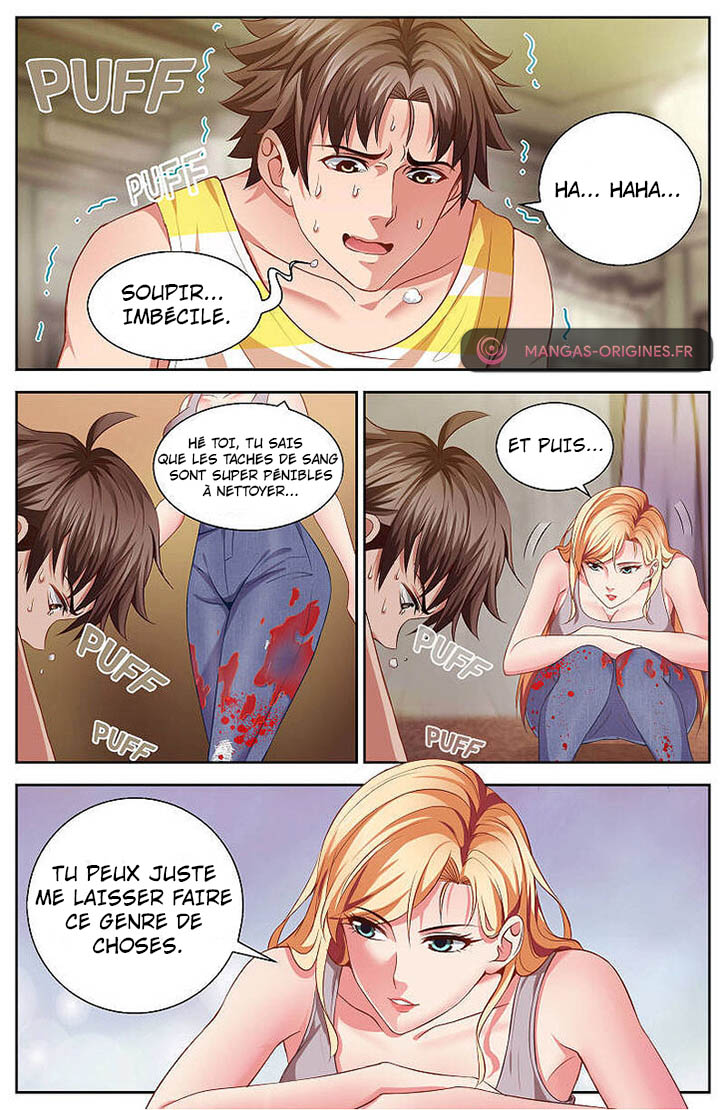 PUFF
PUFF
HA... HAHA...
SOUPIR...
IMBÉCILE.
MANGAS-ORIGINES.FR
HÉ TOI, TU SAIS
QUE LES TACHES DE SANG
SONT SUPER PÉNIBLES
À NETTOYER...
PUFF
PUFF
ET PUIS...
PUFF
PUFF
TU PEUX JUSTE
ME LAISSER FAIRE
CE GENRE DE
CHOSES.